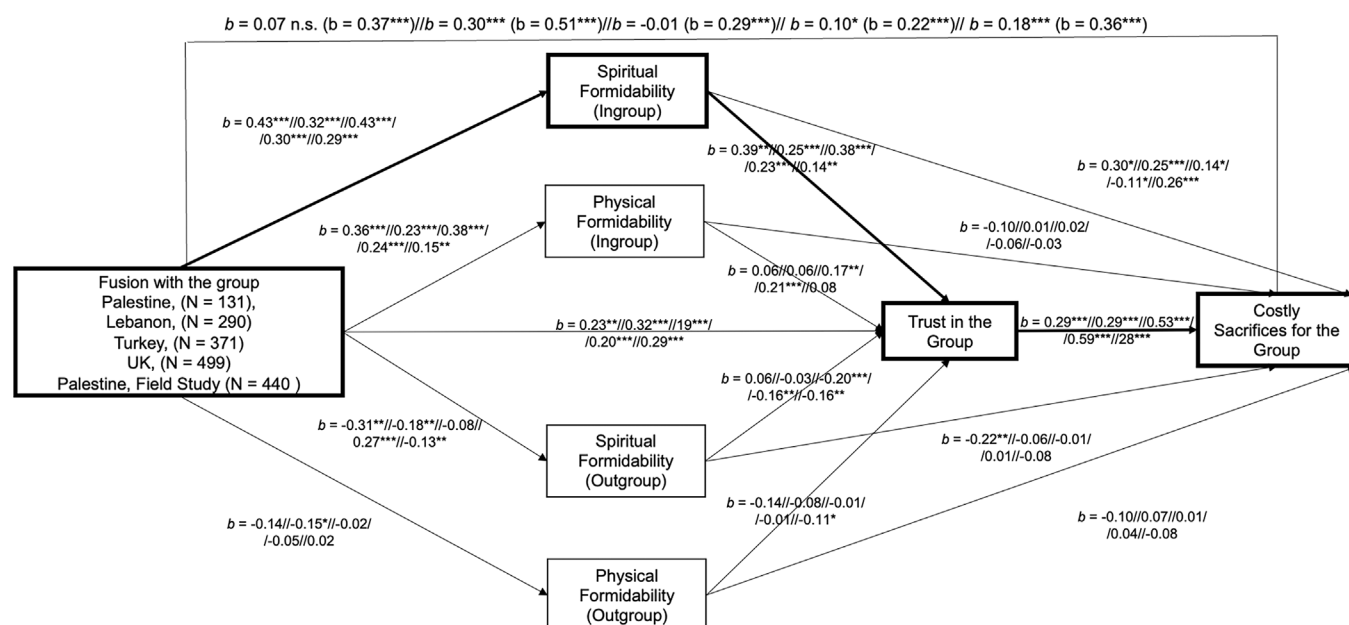 b = 0.07 n.s. (b = 0.37***)//b = 0.30*** (b = 0.51***)//b = -0.01 (b = 0.29***)// b = 0.10* (b = 0.22***)// b = 0.18*** (b = 0.36***)
Spiritual
Formidability
(Ingroup)
b = 0.43***//0.32***//0.43***/
/0.30***//0.29***
b = 0.39**//0.25***//0.38***/
/0.23***//0.14**
b = 0.30*//0.25***//0.14*/
/-0.11*//0.26***
Physical
Formidability
(Ingroup)
b = 0.36***//0.23***//0.38***/
/0.24***//0.15**
b = -0.10//0.01//0.02/
/-0.06//-0.03
b = 0.06//0.06//0.17**/
/0.21***//0.08
Fusion with the group
Palestine, (N = 131),
Lebanon, (N = 290)
Turkey, (N = 371)
UK, (N = 499)
Palestine, Field Study (N = 440 )
b = 0.23**//0.32***//19***/
/0.20***//0.29***
Trust in the
Group
b = 0.29***//0.29***//0.53***/
/0.59***//28***
Costly
Sacrifices for the
Group
b = 0.06//-0.03//-0.20***/
/-0.16**//-0.16**
b = -0.31**//-0.18**//-0.08//
0.27***//-0.13**
Spiritual
Formidability
(Outgroup)
b = -0.22**//-0.06//-0.01/
/0.01//-0.08
b = -0.14//-0.08//-0.01/
/-0.01//-0.11*
b = -0.14//-0.15*//-0.02/
/-0.05//0.02
b = -0.10//0.07//0.01/
/0.04//-0.08
Physical
Formidability
(Outgroup)